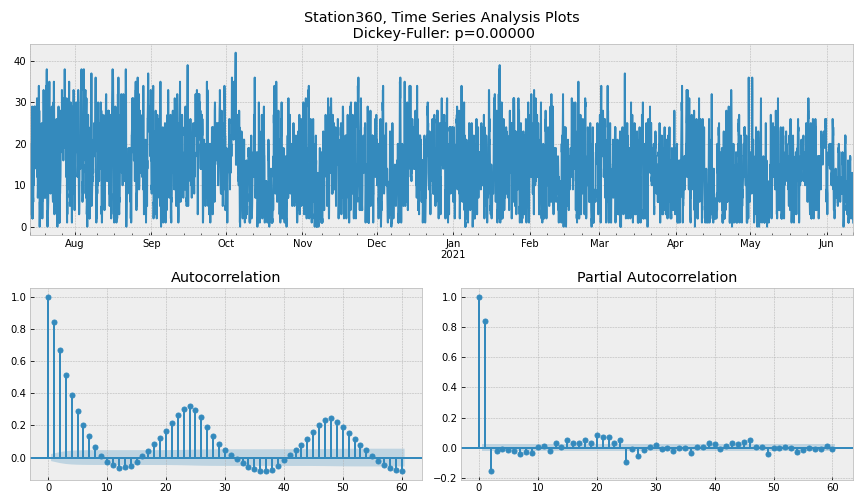 Station360, Time Series Analysis Plots
Dickey-Fuller: p=0.00000
40
30
20
10
0
Aug Sep Oct Nov Dec Jan Feb Mar Apr May Jun
2021
Autocorrelation
1.0
0.8
0.6
0.4
0.2
0.0
0 10 20 30 40 50 60
Partial Autocorrelation
1.0
0.8
0.6
0.4
0.2
0.0
−0.2
0 10 20 30 40 50 60